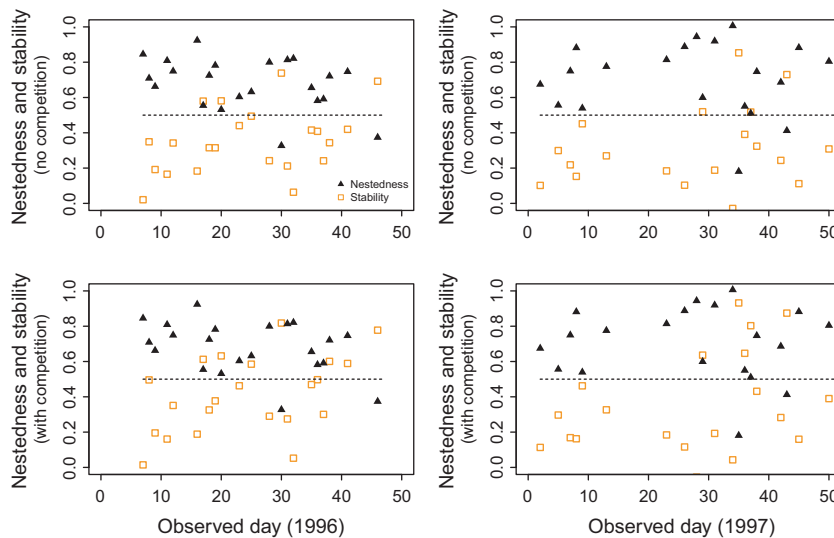 Nestedness and stability
(no competition)
0.0 0.2 0.4 0.6 0.8 1.0
Nestedness
Stability
0 10 20 30 40 50
0.0 0.2 0.4 0.6 0.8 1.0
Nestedness and stability
(no competition)
0 10 20 30 40 50
Nestedness and stability
(with competition)
0.0 0.2 0.4 0.6 0.8 1.0
0 10 20 30 40 50
Observed day (1996)
Nestedness and stability
(with competition)
0.0 0.2 0.4 0.6 0.8 1.0
0 10 20 30 40 50
Observed day (1997)